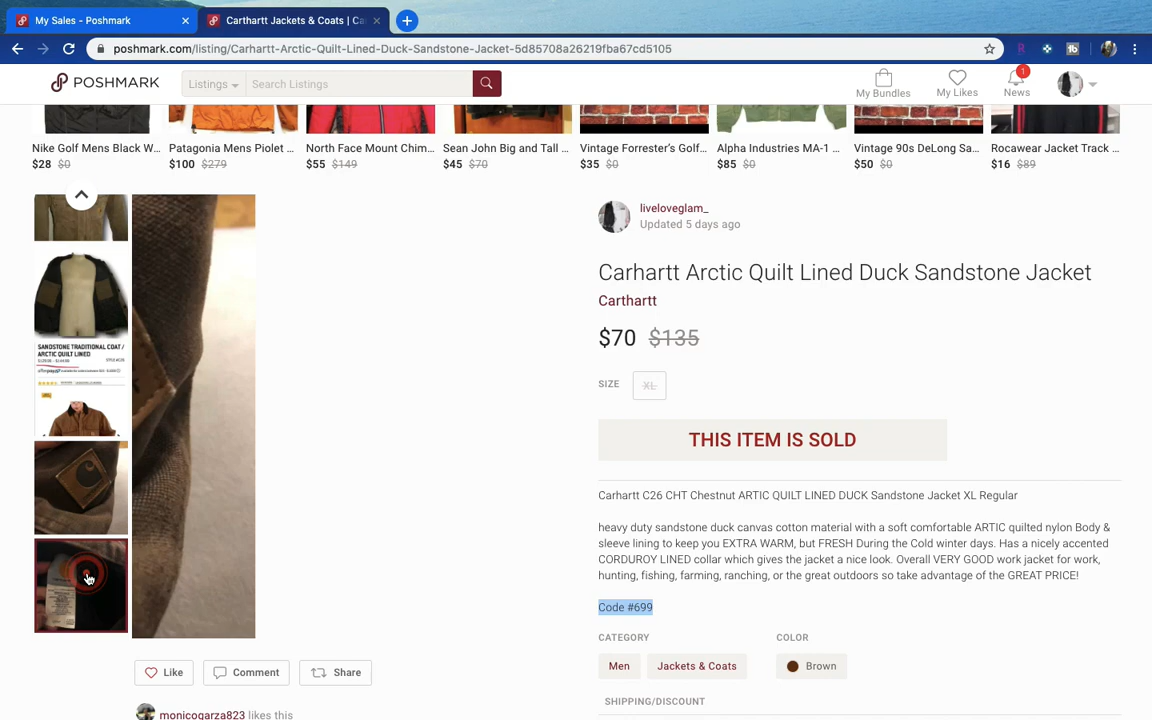 My Sales - Poshmark
Carhartt Jackets & Coats | Ca
poshmark.com/listing/Carhartt-Arctic-Quilt-Lined-Duck-Sandstone-Jacket-5d85708a26219fba67cd5105
POSHMARK
Listings
Search Listings
My Bundles
My Likes
1
News
Nike Golf Mens Black W...
$28 $0
Patagonia Mens Piolet ...
$100 $279
North Face Mount Chim...
$55 $149
Sean John Big and Tall ...
$45 $70
Vintage Forrester's Golf...
$35 $0
Alpha Industries MA-1 ...
$85 $0
Vintage 90s DeLong Sa...
$50 $0
Rocawear Jacket Track ...
$16 $89
SANDSTONE TRADITIONAL COAT /
ARCTIC QUILT LINED
liveloveglam_
Updated 5 days ago
Carhartt Arctic Quilt Lined Duck Sandstone Jacket
Carthartt
$70 $135
SIZE
XL
THIS ITEM IS SOLD
Carhartt C26 CHT Chestnut ARTIC QUILT LINED DUCK Sandstone Jacket XL Regular
heavy duty sandstone duck canvas cotton material with a soft comfortable ARTIC quilted nylon Body &
sleeve lining to keep you EXTRA WARM, but FRESH During the Cold winter days. Has a nicely accented
CORDUROY LINED collar which gives the jacket a nice look. Overall VERY GOOD work jacket for work,
hunting, fishing, farming, ranching, or the great outdoors so take advantage of the GREAT PRICE!
Code #699
CATEGORY
COLOR
Men
Jackets & Coats
Brown
SHIPPING/DISCOUNT
Like
Comment
Share
monicogarza823 likes this